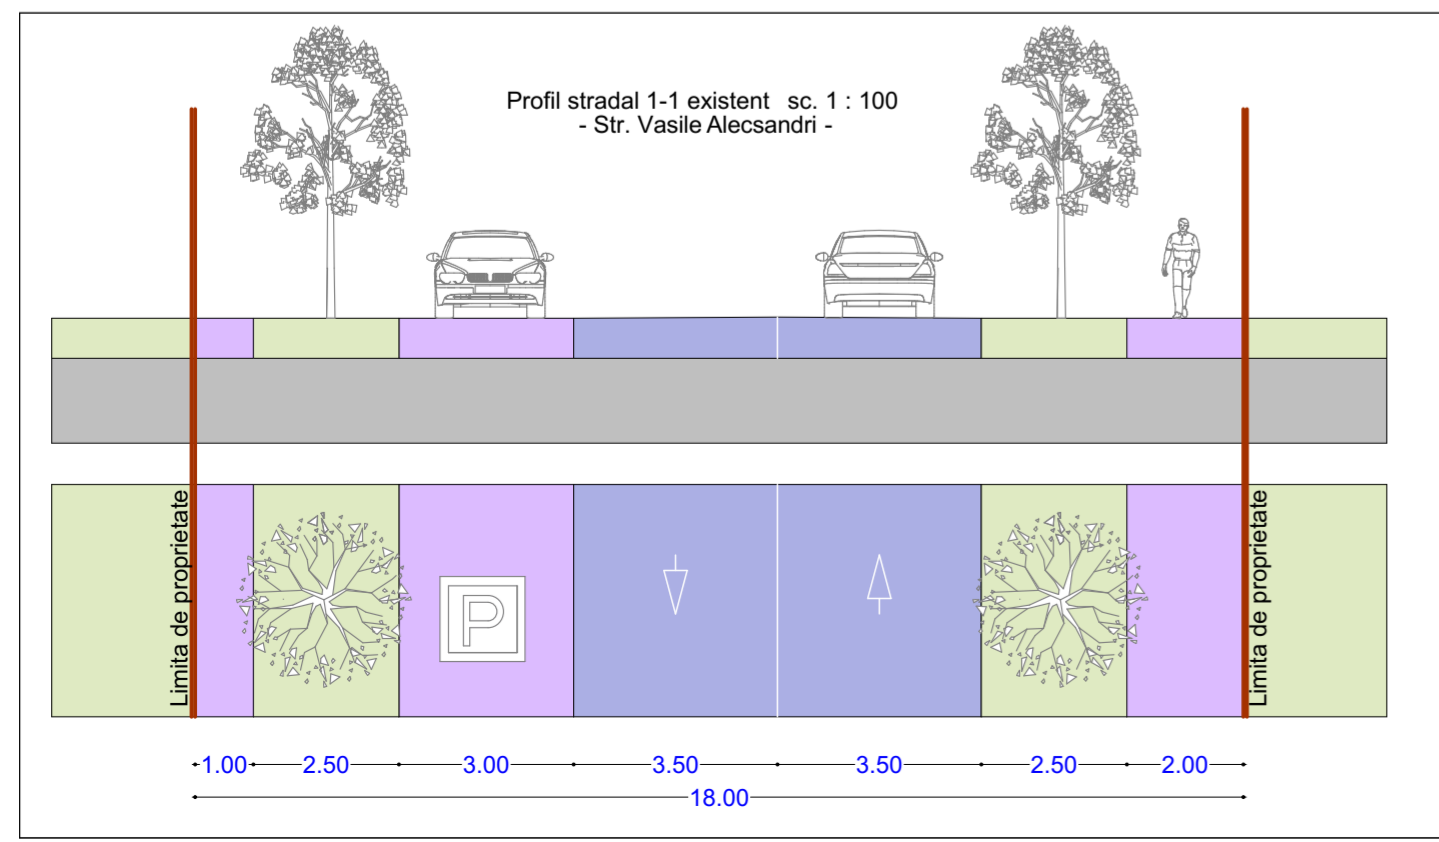 Profil stradal 1-1 existent sc. 1 : 100
- Str. Vasile Alecsandri -
Limita de proprietate
P
Limita de proprietate
1.00 2.50 3.00 3.50 3.50 2.50 2.00
18.00